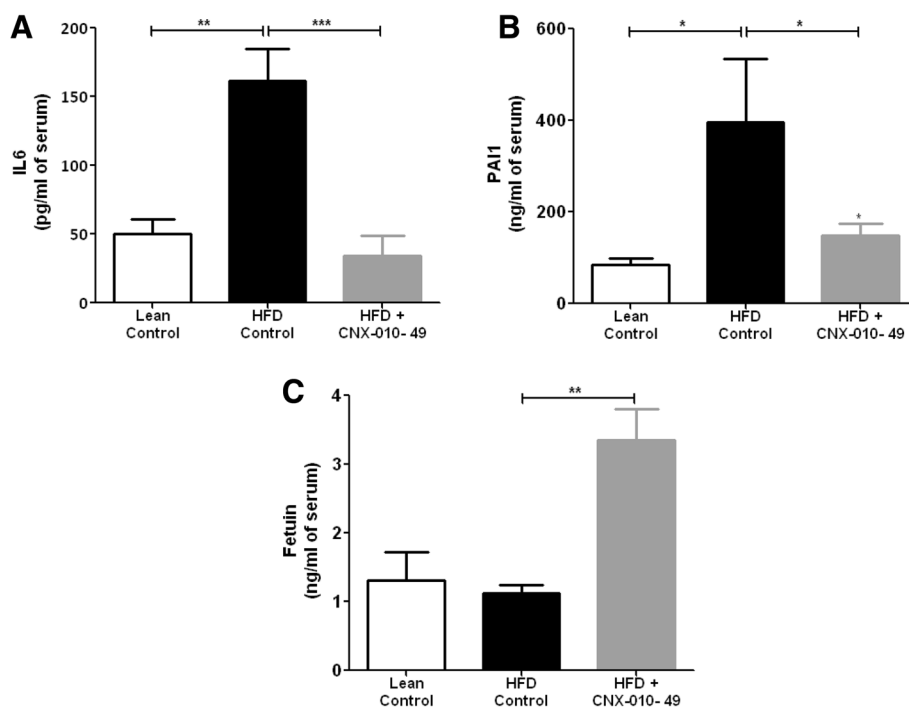 A
** ***
200
150
100
50
0
IL6
(pg/ml of serum)
Lean
Control
HFD
Control
HFD +
CNX-010- 49
B
* *
600
400
200
0
PAI1
(ng/ml of serum)
*
Lean
Control
HFD
Control
HFD +
CNX-010- 49
C
**
4
3
2
1
0
Fetuin
(ng/ml of serum)
Lean
Control
HFD
Control
HFD +
CNX-010- 49